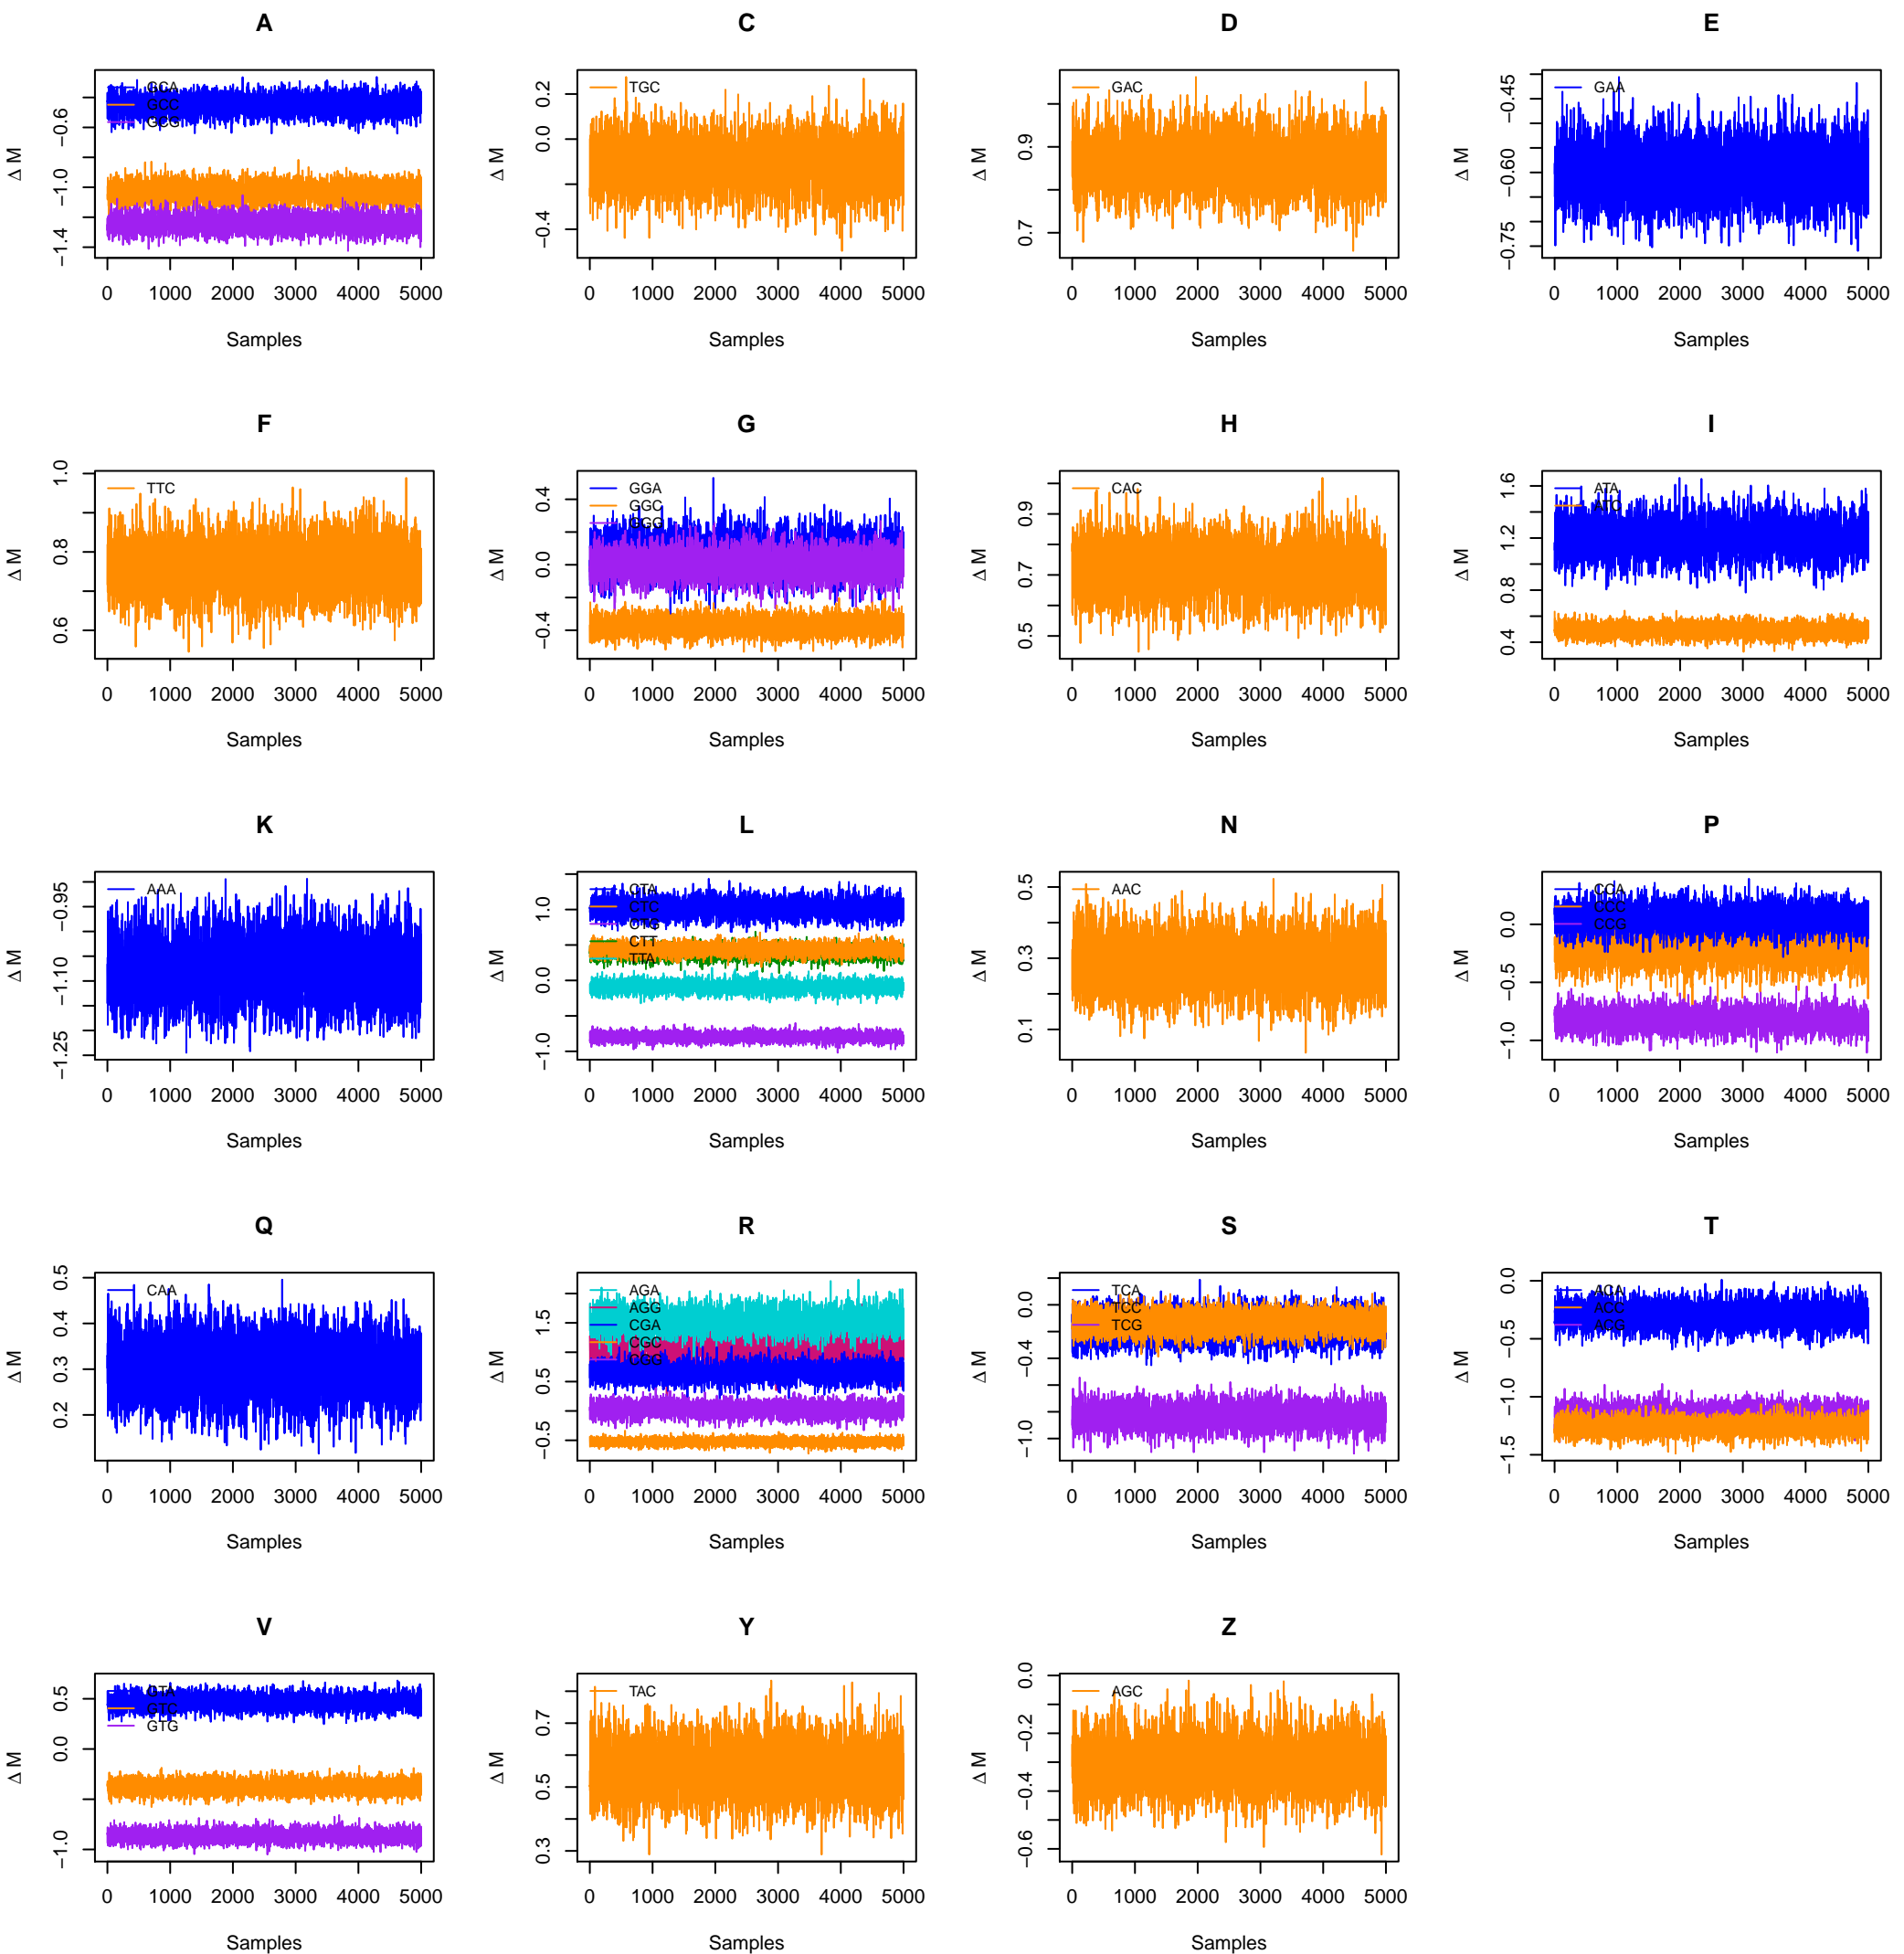 A
GCA
GCC
GCG
Δ M
−0.6
−1.0
−1.4
0 1000 2000 3000 4000 5000
Samples
C
TGC
Δ M
0.2
0.0
−0.4
0 1000 2000 3000 4000 5000
Samples
D
GAC
Δ M
0.9
0.7
0 1000 2000 3000 4000 5000
Samples
E
GAA
Δ M
−0.45
−0.60
−0.75
0 1000 2000 3000 4000 5000
Samples
F
TTC
Δ M
1.0
0.8
0.6
0 1000 2000 3000 4000 5000
Samples
G
GGA
GGC
GGG
Δ M
0.4
0.0
−0.4
0 1000 2000 3000 4000 5000
Samples
H
CAC
Δ M
0.9
0.7
0.5
0 1000 2000 3000 4000 5000
Samples
I
ATA
ATC
Δ M
1.6
1.2
0.8
0.4
0 1000 2000 3000 4000 5000
Samples
K
AAA
Δ M
−0.95
−1.10
−1.25
0 1000 2000 3000 4000 5000
Samples
L
CTA
CTC
CTG
CTT
TTA
Δ M
1.0
0.0
−1.0
0 1000 2000 3000 4000 5000
Samples
N
AAC
Δ M
0.5
0.3
0.1
0 1000 2000 3000 4000 5000
Samples
P
CCA
CCC
CCG
Δ M
0.0
−0.5
−1.0
0 1000 2000 3000 4000 5000
Samples
Q
CAA
Δ M
0.5
0.4
0.3
0.2
0 1000 2000 3000 4000 5000
Samples
R
AGA
AGG
CGA
CGC
CGG
Δ M
1.5
0.5
−0.5
0 1000 2000 3000 4000 5000
Samples
S
TCA
TCC
TCG
Δ M
0.0
−0.4
−1.0
0 1000 2000 3000 4000 5000
Samples
T
ACA
ACC
ACG
Δ M
0.0
−0.5
−1.0
−1.5
0 1000 2000 3000 4000 5000
Samples
V
GTA
GTC
GTG
Δ M
0.5
0.0
−1.0
0 1000 2000 3000 4000 5000
Samples
Y
TAC
Δ M
0.7
0.5
0.3
0 1000 2000 3000 4000 5000
Samples
Z
AGC
Δ M
0.0
−0.2
−0.4
−0.6
0 1000 2000 3000 4000 5000
Samples